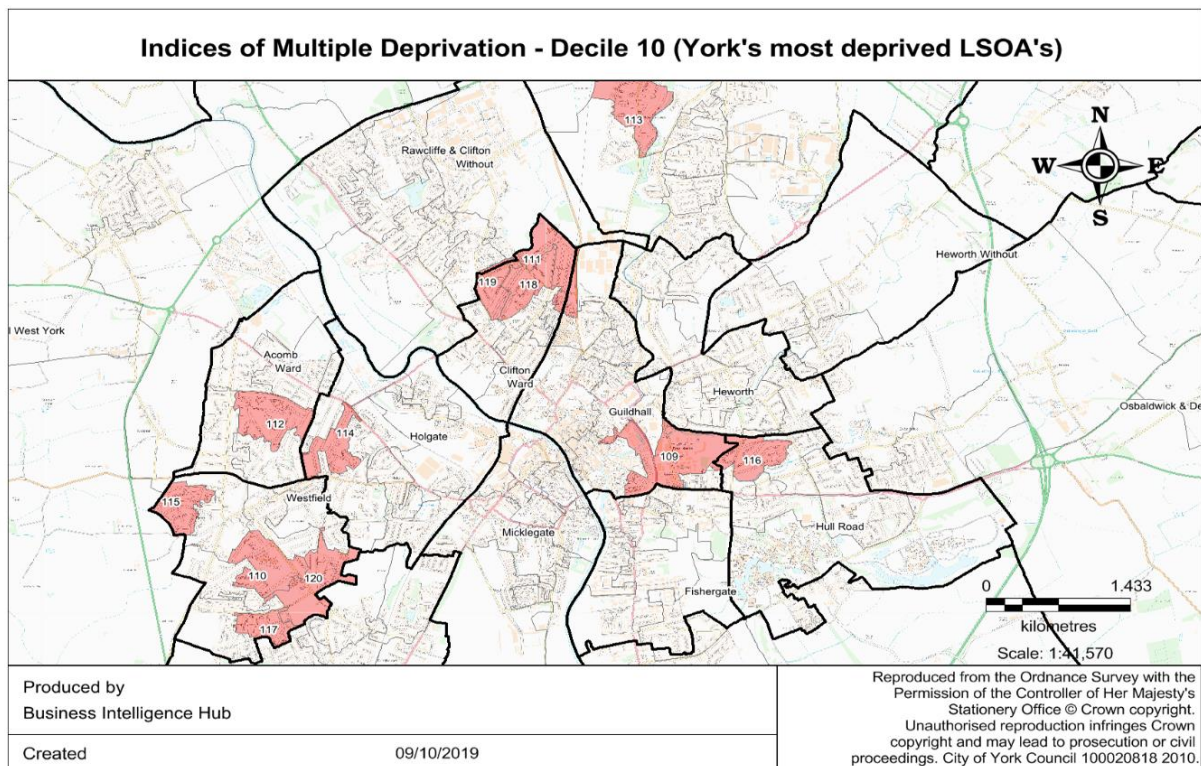 Indices of Multiple Deprivation - Decile 10 (York's most deprived LSOA's)
113
N
Rawcliffe & Clifton
Without
W
E
S
111
Heworth Without
119
118
l West York
Acomb
Ward
Clifton
Ward
Heworth
Osbaldwick & De
Guildhall
112
114
Holgate
109
116
115
Westfield
Hull Road
Micklegate
110
120
Fishergate
0
1.433
117
kilometres
Scale: 1:41,570
Produced by
Business Intelligence Hub
Created
09/10/2019
Reproduced from the Ordnance Survey with the
Permission of the Controller of Her Majesty's
Stationery Office © Crown copyright.
Unauthorised reproduction infringes Crown
copyright and may lead to prosecution or civil
proceedings. City of York Council 100020818 2010.